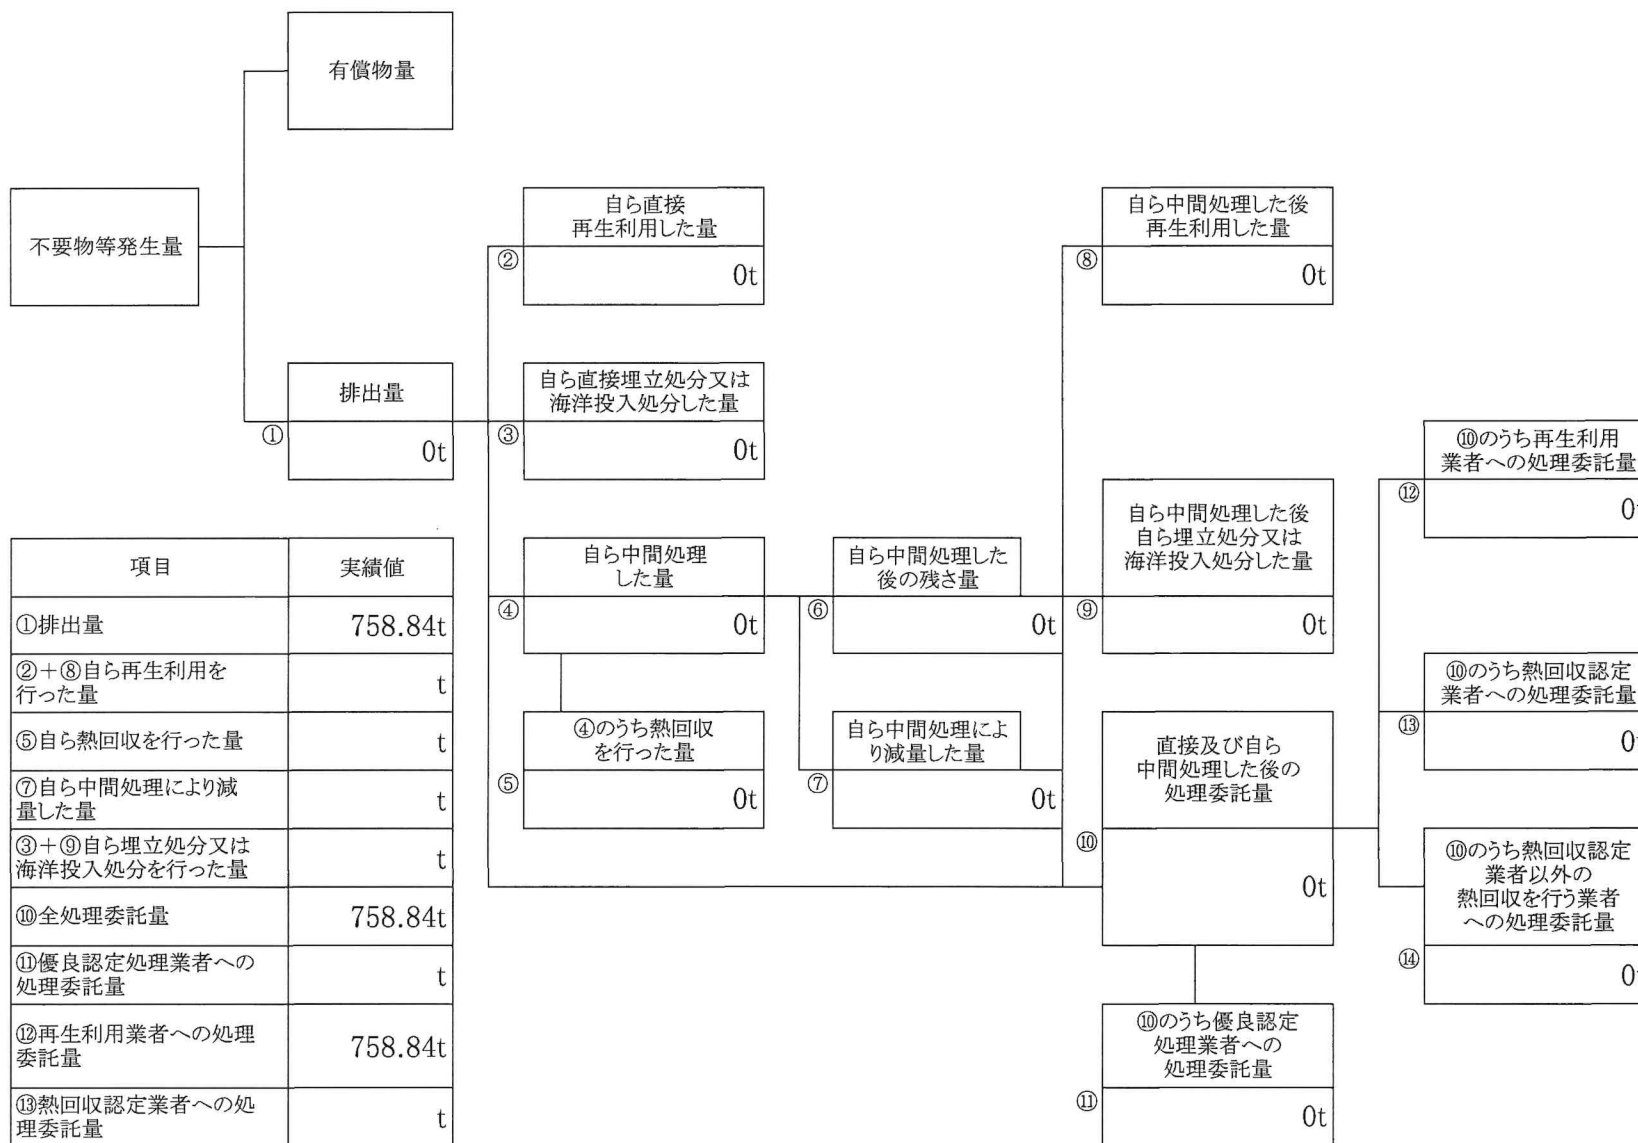 有償物量
不要物等発生量
自ら直接
再生利用した量
②
0t
自ら中間処理した後
再生利用した量
⑧
0t
排出量
①
0t
自ら直接埋立処分又は
海洋投入処分した量
③
0t
⑩のうち再生利用
業者への処理委託量
⑫
0
自ら中間処理
した量
④
0t
自ら中間処理した
後の残さ量
⑥
0t
自ら中間処理した後
自ら埋立処分又は
海洋投入処分した量
⑨
0t
⑩のうち熱回収認定
業者への処理委託量
⑬
0
④のうち熱回収
を行った量
⑤
0t
自ら中間処理によ
り減量した量
⑦
0t
直接及び自ら
中間処理した後の
処理委託量
⑩
0t
⑩のうち熱回収認定
業者以外の
熱回収を行う業者
への処理委託量
⑭
0
⑩のうち優良認定
処理業者への
処理委託量
⑪
0t
項目 実績値
①排出量 758.84t
②+⑧自ら再生利用を
行った量 t
⑤自ら熱回収を行った量 t
⑦自ら中間処理により減
量した量 t
③+⑨自ら埋立処分又は
海洋投入処分を行った量 t
⑩全処理委託量 758.84t
⑪優良認定処理業者への
処理委託量 t
⑫再生利用業者への処理
委託量 758.84t
⑬熱回収認定業者への処
理委託量 t